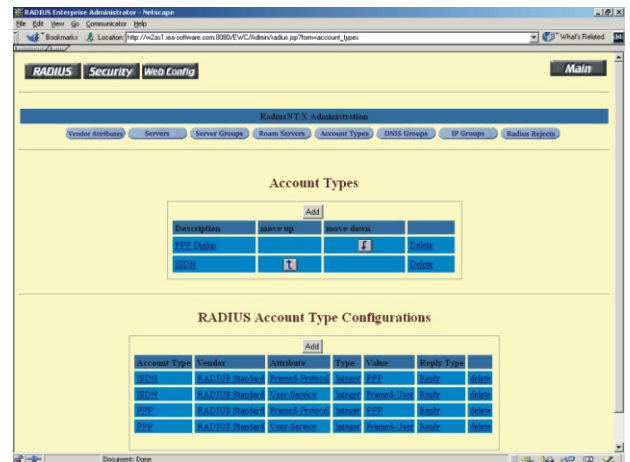 RADIUS Enterprise Administrator - Netscape
File Edit View Go Communicator Help
Bookmarks Location: http://w2as1.iea-software.com:8080/EWC/Admin/radius.jsp?form=account_types What's Related
RADIUS Security Web Config Main
RadiusNT/X Administration
Vendor Attributes Servers Server Groups Roam Servers Account Types DNIS Groups IP Groups Radius Rejects
Account Types
Add
Description move up move down
PPP Dialup Delete
ISDN Delete
RADIUS Account Type Configurations
Add
Account Type Vendor Attribute Type Value Reply Type
ISDN RADIUS Standard Framed-Protocol Integer PPP Reply delete
ISDN RADIUS Standard User-Service Integer Framed-User Reply delete
PPP RADIUS Standard Framed-Protocol Integer PPP Reply delete
PPP RADIUS Standard User-Service Integer Framed-User Reply delete
Document: Done